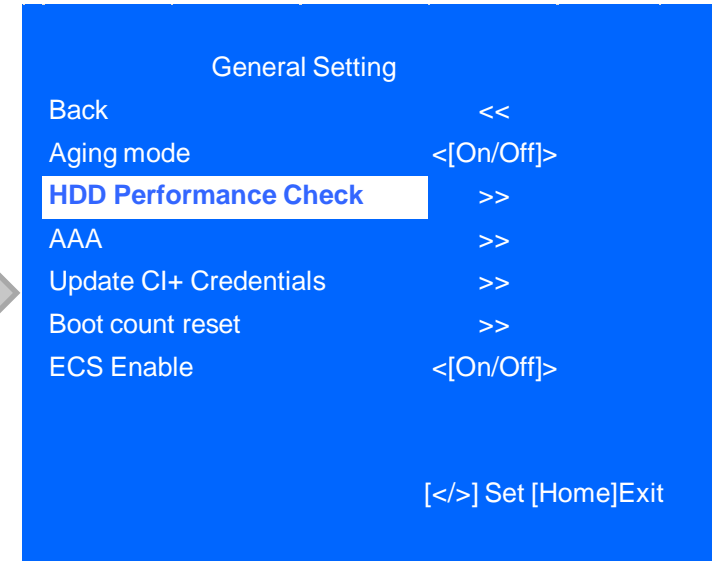 General Setting
Back <<
Aging mode <[On/Off]>
HDD Performance Check >>
AAA >>
Update CI+ Credentials >>
Boot count reset >>
ECS Enable <[On/Off]>
[</>] Set [Home]Exit